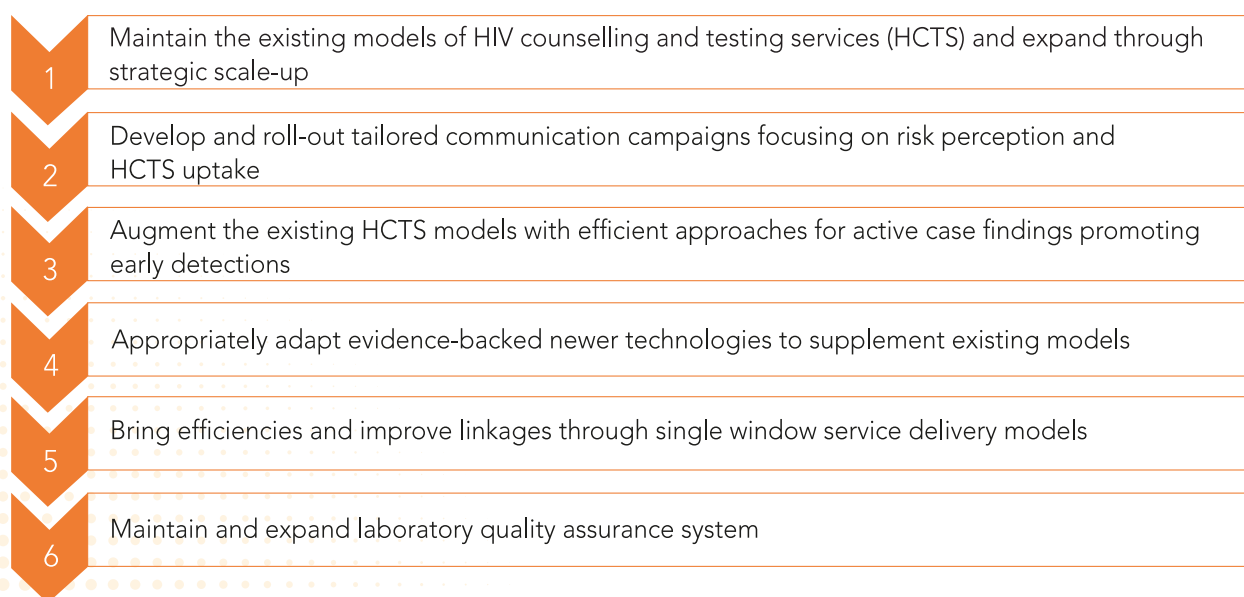 1
Maintain the existing models of HIV counselling and testing services (HCTS) and expand through
strategic scale-up
2
Develop and roll-out tailored communication campaigns focusing on risk perception and
HCTS uptake
3
Augment the existing HCTS models with efficient approaches for active case findings promoting
early detections
4
Appropriately adapt evidence-backed newer technologies to supplement existing models
5
Bring efficiencies and improve linkages through single window service delivery models
6
Maintain and expand laboratory quality assurance system